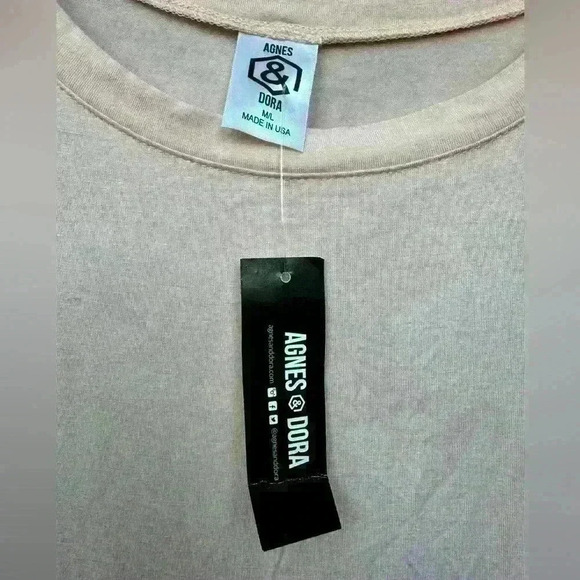 AGNES
&
DORA
M/L
MADE IN USA
AGNES & DORA
agnesanddora.com
@agnesanddora